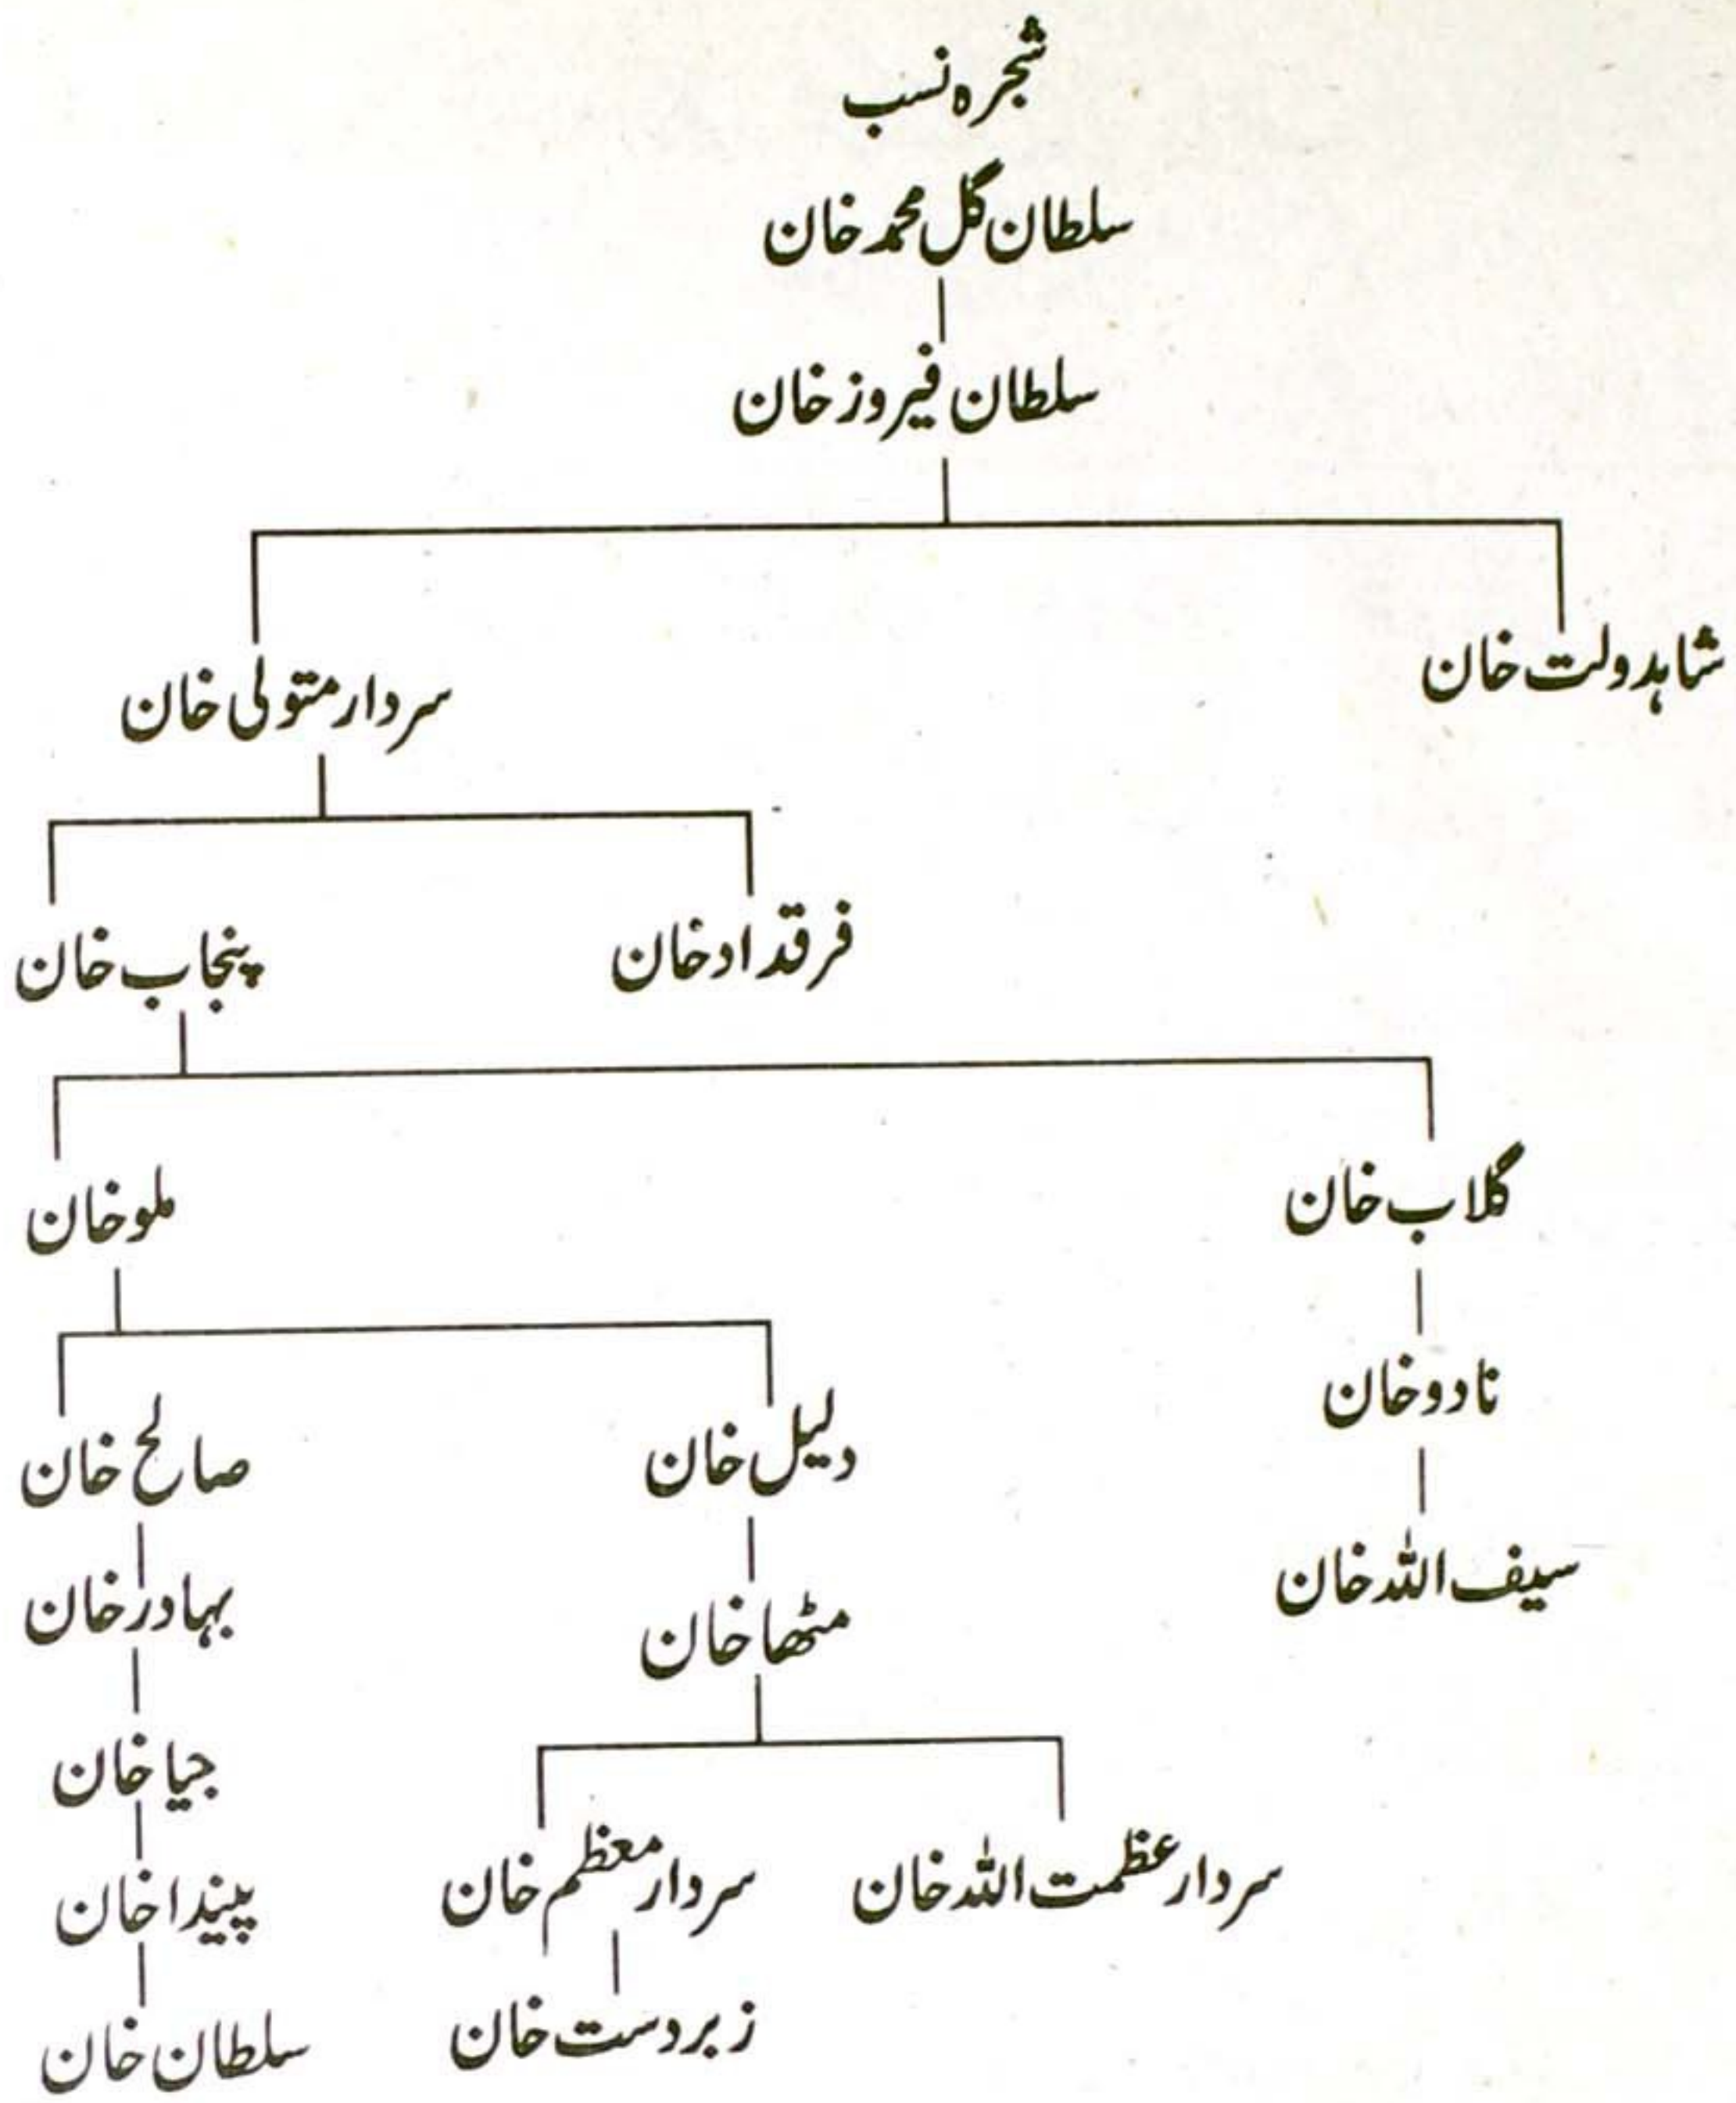 شجرہ نسب
سلطان گل محمد خان
سلطان فیروز خان
شاہدولت خان
سردار متولی خان
فرقداد خان
پنجاب خان
گلاب خان
ملو خان
نادو خان
دلیل خان
صالح خان
سیف اللہ خان
مٹھا خان
بہادر خان
جیا خان
سردار عظمت اللہ خان
سردار معظم خان
پیندا خان
زبردست خان
سلطان خان